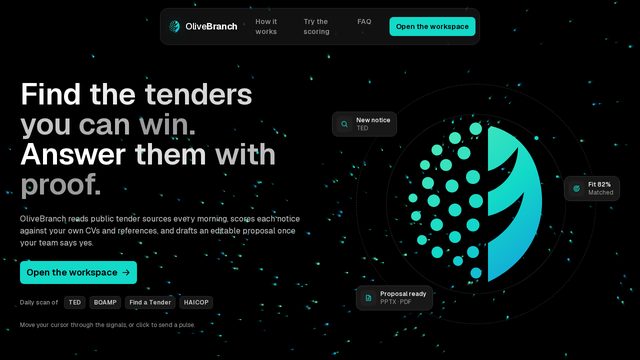 OliveBranch
How it
works
Try the
scoring
FAQ
Open the workspace
Find the tenders
you can win.
Answer them with
proof.
OliveBranch reads public tender sources every morning, scores each notice
against your own CVs and references, and drafts an editable proposal once
your team says yes.
Open the workspace →
Daily scan of
TED
BOAMP
Find a Tender
HAICOP
Move your cursor through the signals, or click to send a pulse.
New notice
TED
Fit 82%
Matched
Proposal ready
PPTX · PDF